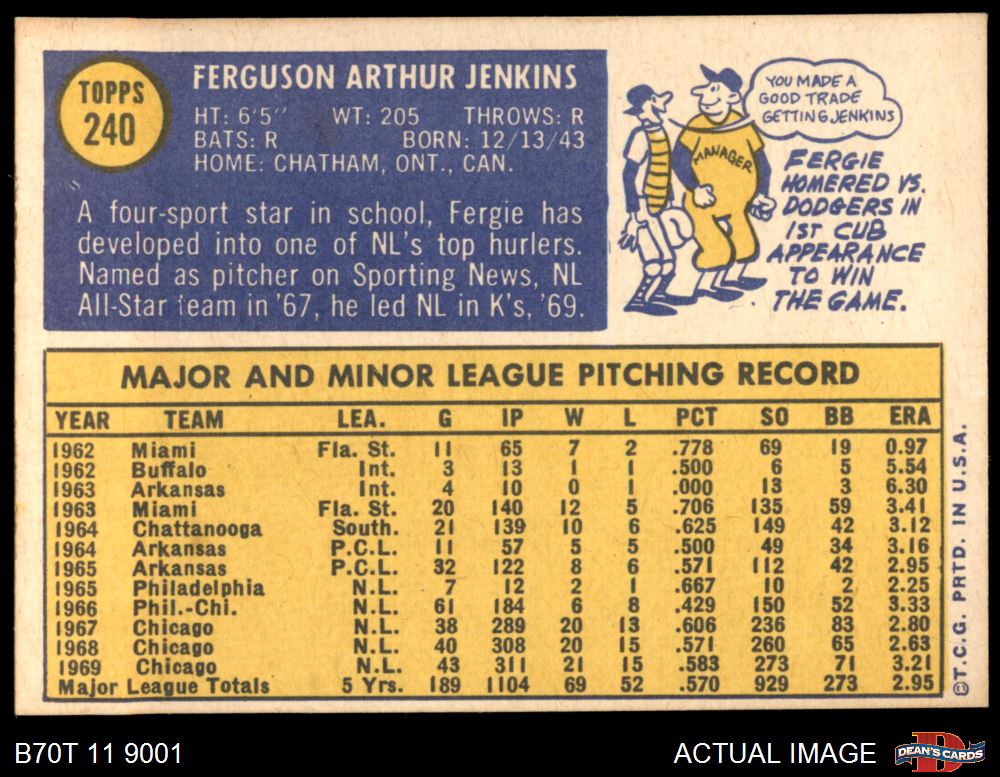 TOPPS
240
FERGUSON ARTHUR JENKINS
HT: 6'5" WT: 205 THROWS: R
BATS: R BORN: 12/13/43
HOME: CHATHAM, ONT., CAN.
A four-sport star in school, Fergie has
developed into one of NL's top hurlers.
Named as pitcher on Sporting News, NL
All-Star team in '67, he led NL in K's, '69.
YOU MADE A
GOOD TRADE
GETTING JENKINS
MANAGER
FERGIE
HOMERED VS.
DODGERS IN
1ST CUB
APPEARANCE
TO WIN
THE GAME.
MAJOR AND MINOR LEAGUE PITCHING RECORD
YEAR TEAM LEA. G IP W L PCT SO BB ERA
1962 Miami Fla. St. 11 65 7 2 .778 69 19 0.97
1962 Buffalo Int. 3 13 1 1 .500 6 5 5.54
1963 Arkansas Int. 4 10 0 1 .000 13 3 6.30
1963 Miami Fla. St. 20 140 12 5 .706 135 59 3.41
1964 Chattanooga South. 21 139 10 6 .625 149 42 3.12
1964 Arkansas P.C.L. 11 57 5 5 .500 49 34 3.16
1965 Arkansas P.C.L. 32 122 8 6 .571 112 42 2.95
1965 Philadelphia N.L. 7 12 2 1 .667 10 2 2.25
1966 Phil.-Chi. N.L. 61 184 6 8 .429 150 52 3.33
1967 Chicago N.L. 38 289 20 13 .606 236 83 2.80
1968 Chicago N.L. 40 308 20 15 .571 260 65 2.63
1969 Chicago N.L. 43 311 21 15 .583 273 71 3.21
Major League Totals 5 Yrs. 189 1104 69 52 .570 929 273 2.95
©T.C.G. PRTD. IN U.S.A.
B70T 11 9001
ACTUAL IMAGE
D
DEAN'S CARDS